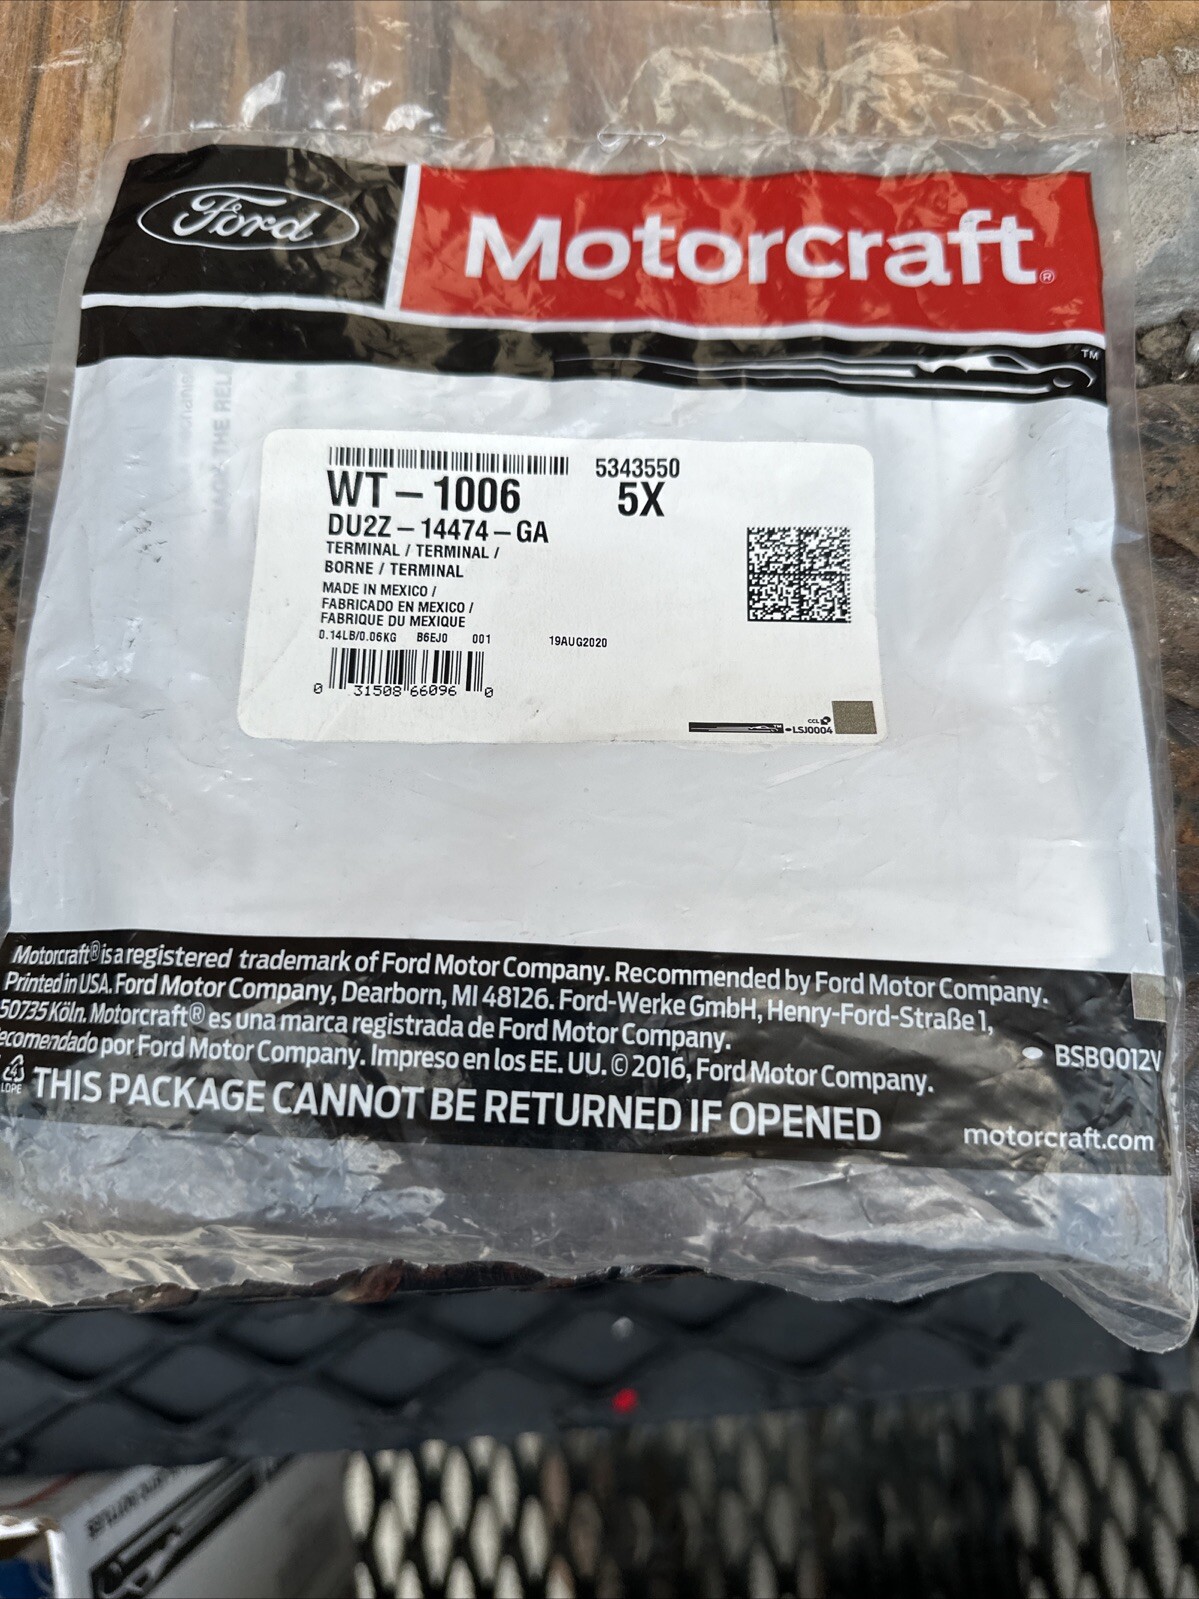 Ford
Motorcraft®
TM
WT-1006
5343550
5X
DU2Z-14474-GA
TERMINAL / TERMINAL /
BORNE / TERMINAL
MADE IN MEXICO /
FABRICADO EN MEXICO /
FABRIQUE DU MEXIQUE
0.14LB/0.06KG B6EJ0 001 19AUG2020
0 31508 66096 0
CCL
LSJ0004
Motorcraft® is a registered trademark of Ford Motor Company. Recommended by Ford Motor Company.
Printed in USA. Ford Motor Company, Dearborn, MI 48126. Ford-Werke GmbH, Henry-Ford-Straße 1,
50735 Köln. Motorcraft® es una marca registrada de Ford Motor Company.
ecomendado por Ford Motor Company. Impreso en los EE. UU. © 2016, Ford Motor Company.
BSB0012V
4
LDPE
THIS PACKAGE CANNOT BE RETURNED IF OPENED
motorcraft.com